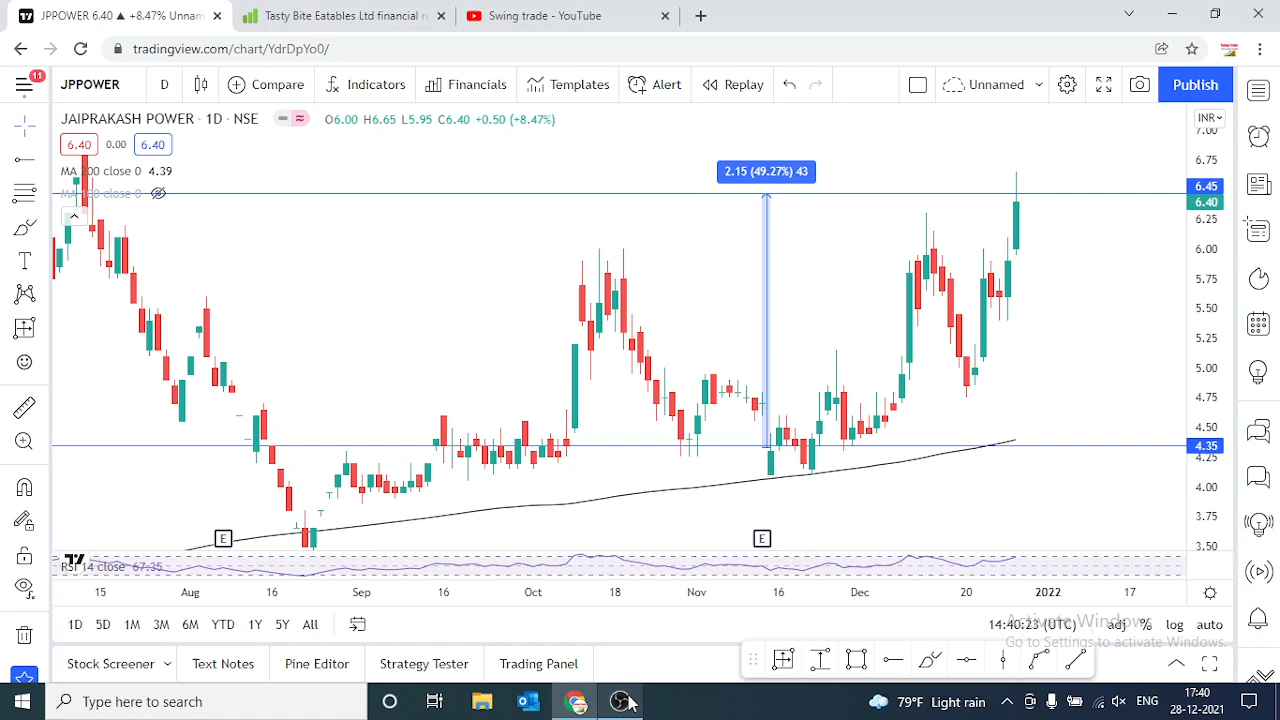 JPPOWER 6.40 ▲ +8.47% Unnam
Tasty Bite Eatables Ltd financial re
Swing trade - YouTube
tradingview.com/chart/YdrDpYo0/
11
JPPOWER
D
Compare
Indicators
Financials
Templates
Alert
Replay
Unnamed
Publish
JAIPRAKASH POWER · 1D · NSE
O6.00 H6.65 L5.95 C6.40 +0.50 (+8.47%)
INR
6.40 0.00 6.40
MA 200 close 0 4.39
2.15 (49.27%) 43
7.00
6.75
6.45
6.40
6.25
6.00
5.75
5.50
5.25
5.00
4.75
4.50
4.35
4.25
4.00
3.75
3.50
E
E
RSI 14 close 67.35
15 Aug 16 Sep 16 Oct 18 Nov 16 Dec 20 2022 17
1D 5D 1M 3M 6M YTD 1Y 5Y All
14:40:23 (UTC)
adj % log auto
Activate Windows
Go to Settings to activate Windows.
Stock Screener
Text Notes
Pine Editor
Strategy Tester
Trading Panel
Type here to search
79°F Light rain
ENG
17:40
28-12-2021